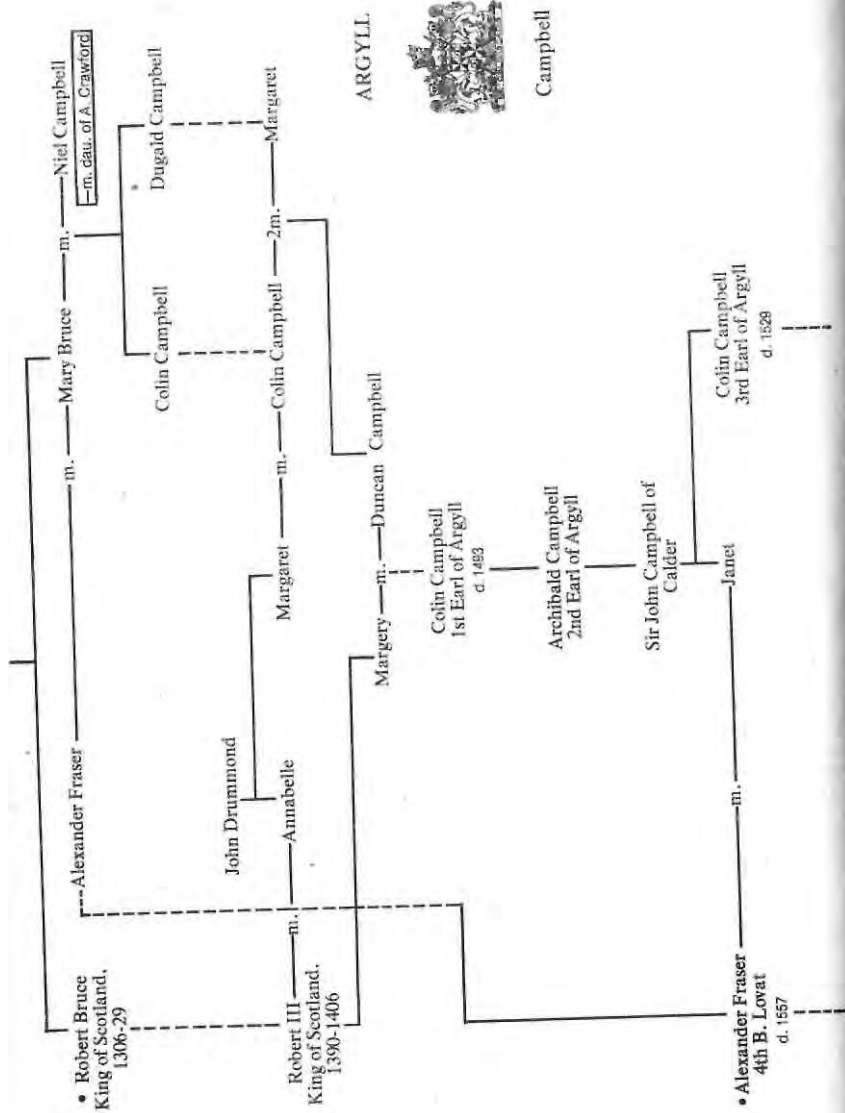 • Robert Bruce
King of Scotland,
1306-29
Alexander Fraser
m.
Mary Bruce
m.
Niel Campbell
m. dau. of A. Crawford
Colin Campbell
Dugald Campbell
John Drummond
Robert III
King of Scotland,
1390-1406
m.
Annabelle
Margaret
m.
Colin Campbell
2m.
Margaret
Margery
m.
Duncan Campbell
ARGYLL
Campbell
Colin Campbell
1st Earl of Argyll
d. 1493
Archibald Campbell
2nd Earl of Argyll
Sir John Campbell of
Calder
• Alexander Fraser
4th B. Lovat
d. 1557
m.
Janet
Colin Campbell
3rd Earl of Argyll
d. 1529